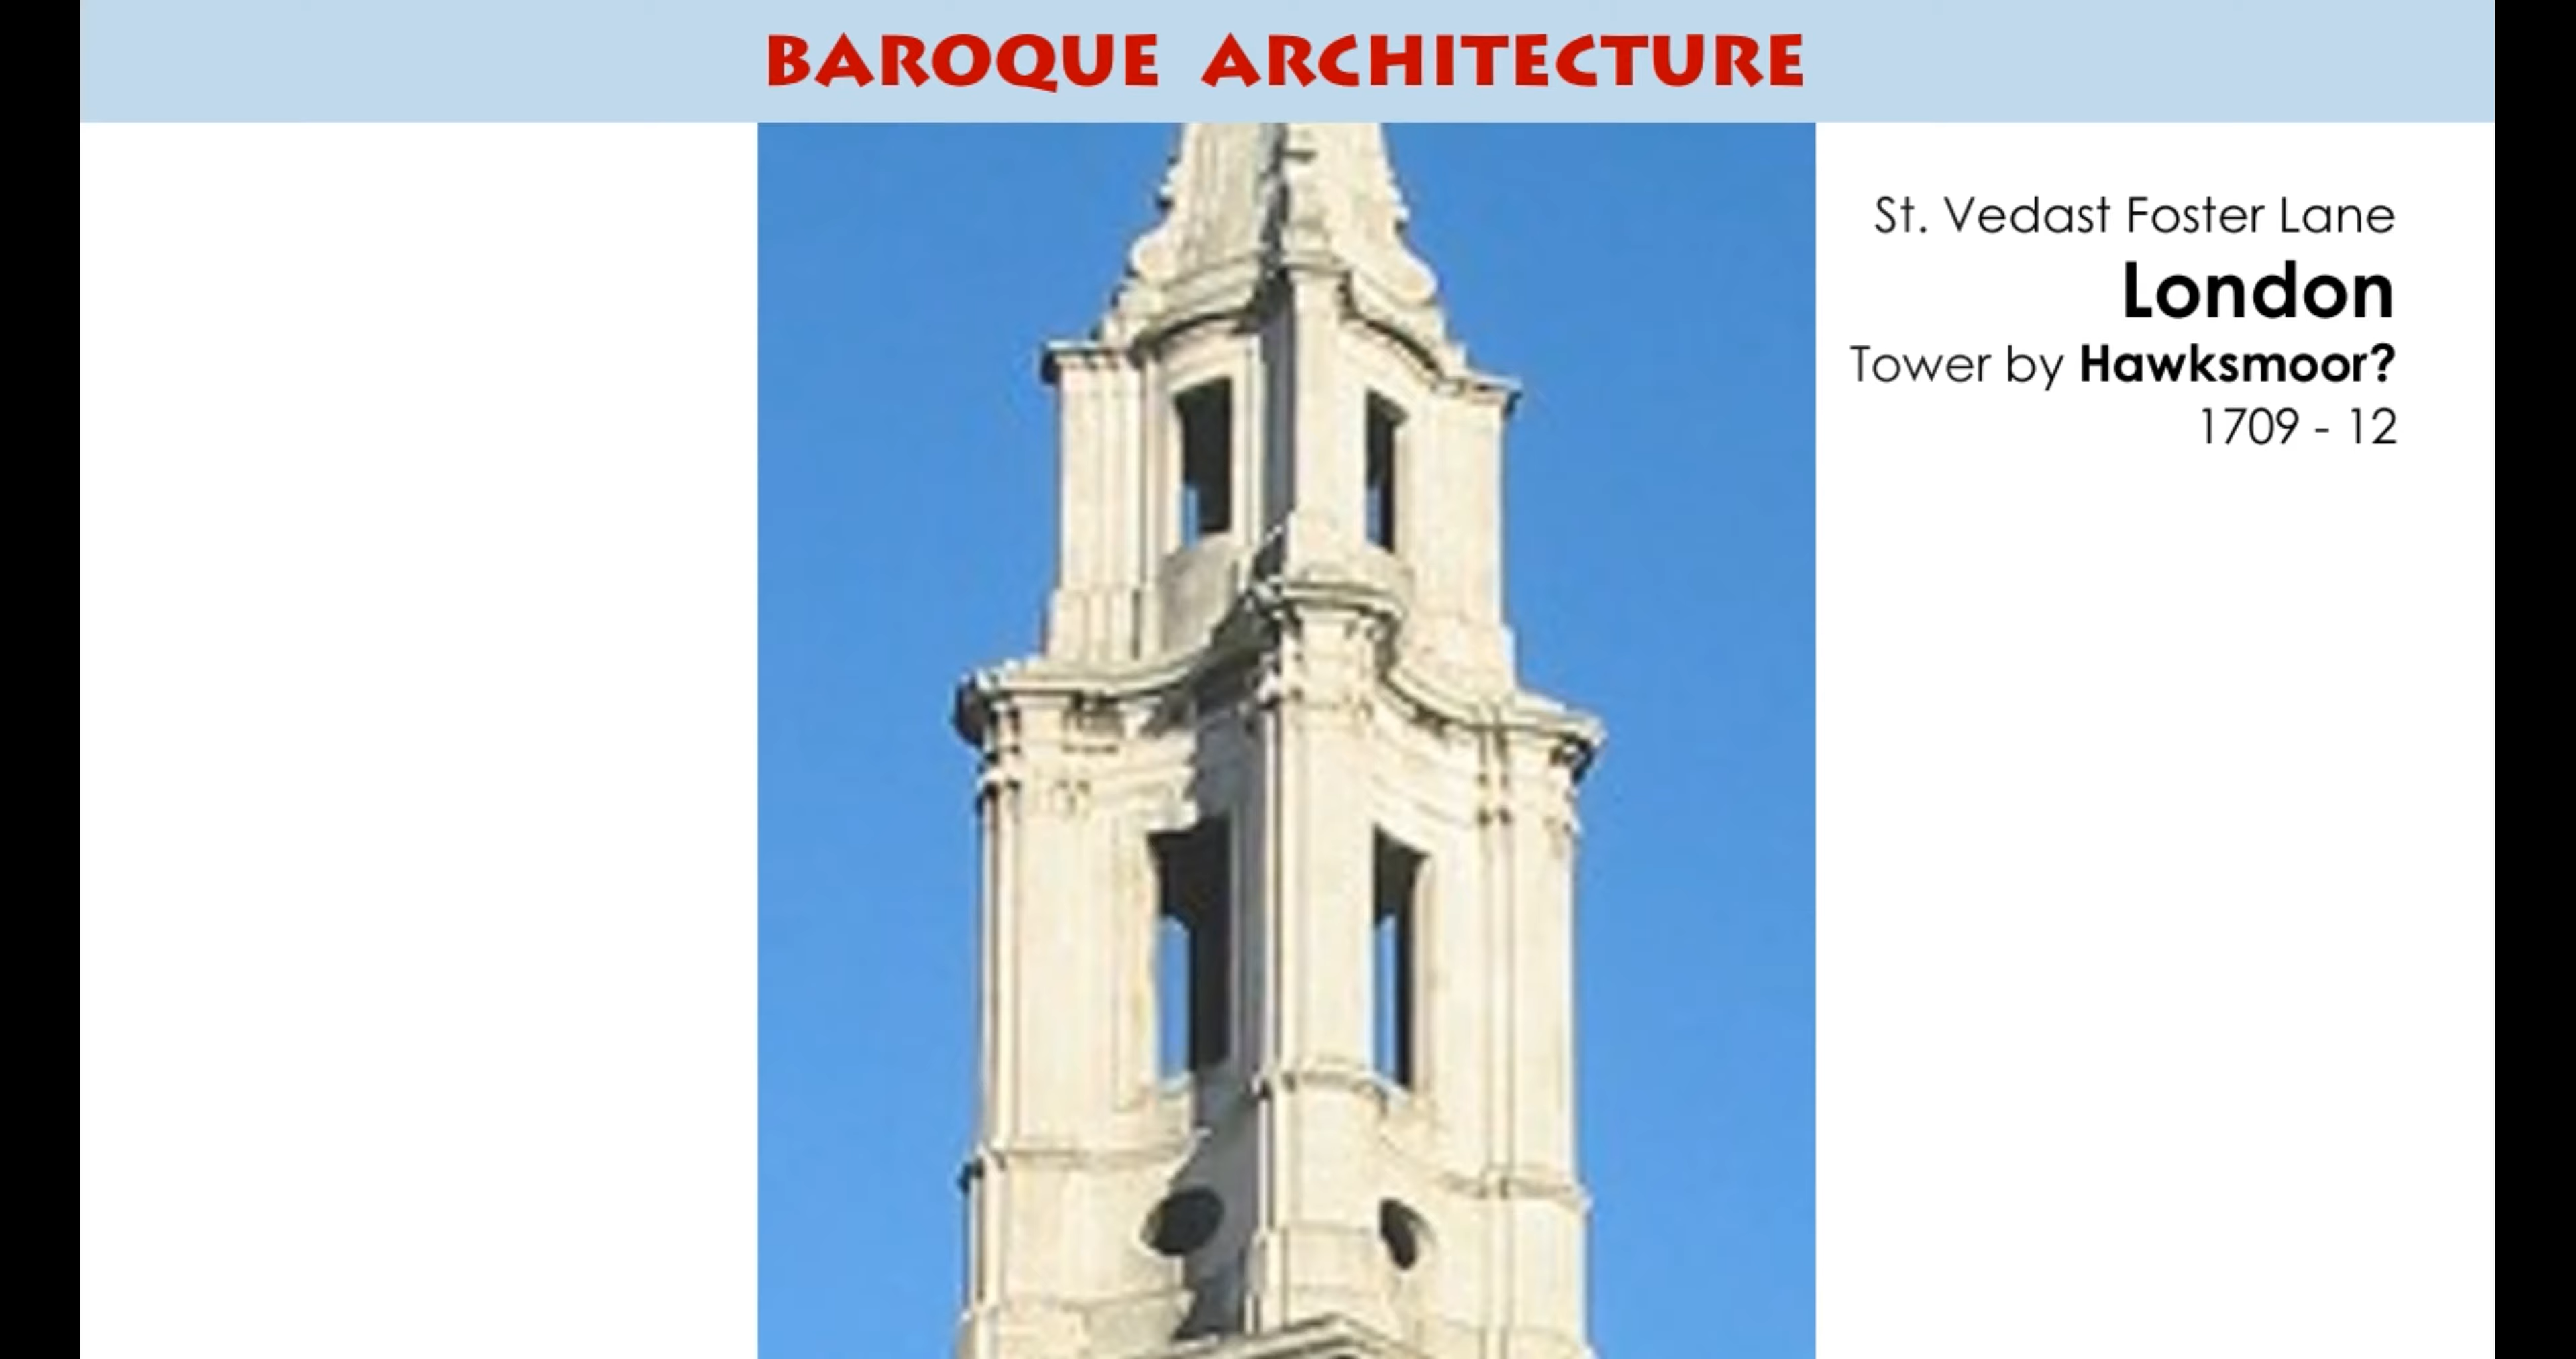 BAROQUE ARCHITECTURE
St. Vedast Foster Lane
London
Tower by Hawksmoor?
1709 - 12